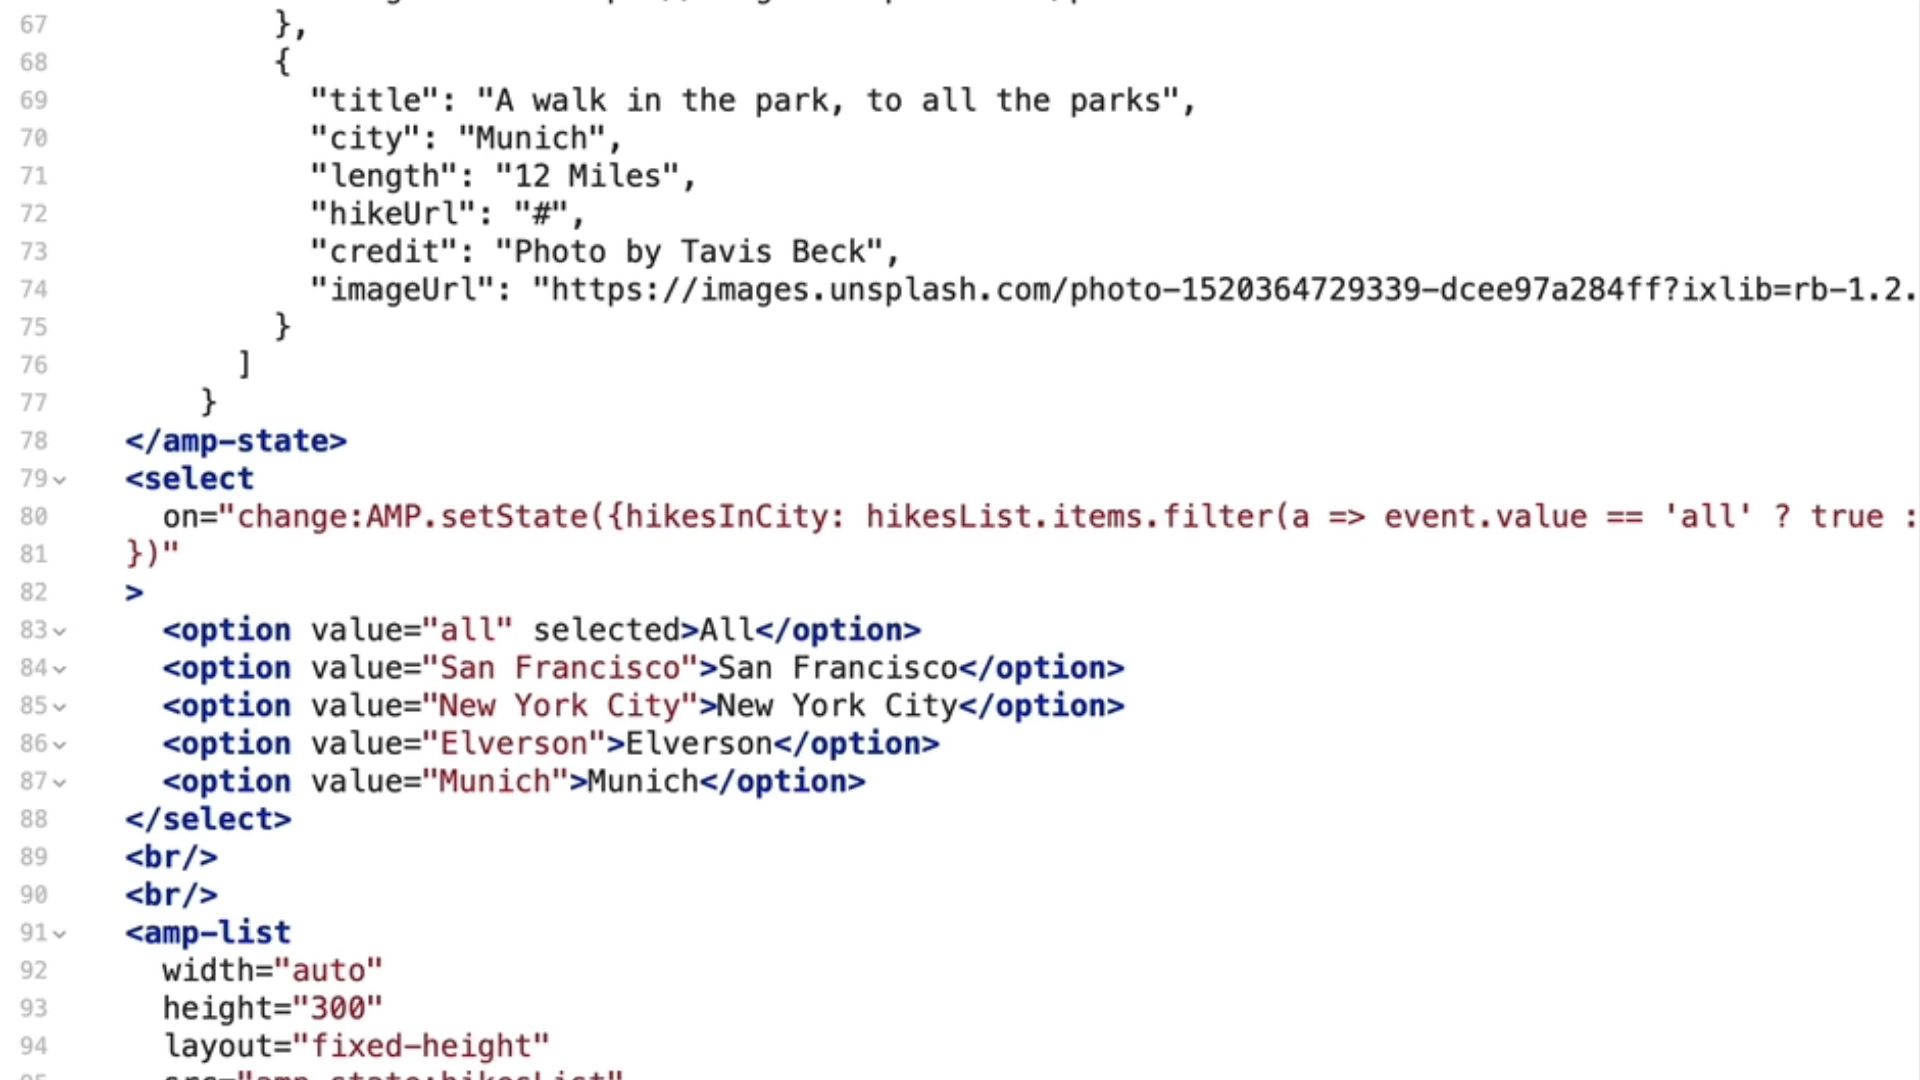 67 },
68 {
69 "title": "A walk in the park, to all the parks",
70 "city": "Munich",
71 "length": "12 Miles",
72 "hikeUrl": "#",
73 "credit": "Photo by Tavis Beck",
74 "imageUrl": "https://images.unsplash.com/photo-1520364729339-dcee97a284ff?ixlib=rb-1.2.
75 }
76 ]
77 }
78 </amp-state>
79 <select
80 on="change:AMP.setState({hikesInCity: hikesList.items.filter(a => event.value == 'all' ? true :
81 })"
82 >
83 <option value="all" selected>All</option>
84 <option value="San Francisco">San Francisco</option>
85 <option value="New York City">New York City</option>
86 <option value="Elverson">Elverson</option>
87 <option value="Munich">Munich</option>
88 </select>
89 <br/>
90 <br/>
91 <amp-list
92 width="auto"
93 height="300"
94 layout="fixed-height"
95 src="amp-state:hikesList"